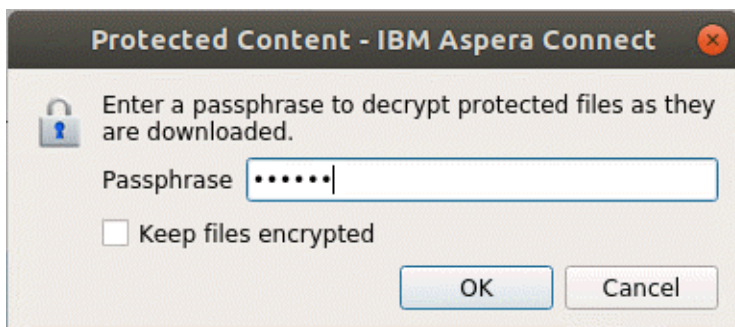 Protected Content - IBM Aspera Connect
Enter a passphrase to decrypt protected files as they
are downloaded.
Passphrase ••••••
Keep files encrypted
OK Cancel